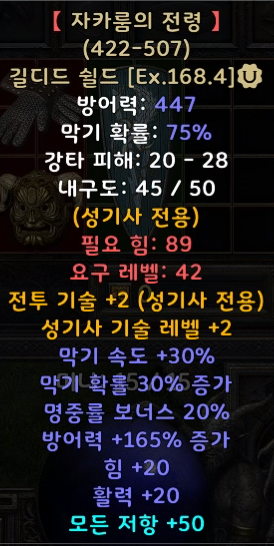 【 자카룸의 전령 】
(422-507)
길디드 쉴드 [Ex.168.4]
방어력: 447
막기 확률: 75%
강타 피해: 20 - 28
내구도: 45 / 50
(성기사 전용)
필요 힘: 89
요구 레벨: 42
전투 기술 +2 (성기사 전용)
성기사 기술 레벨 +2
막기 속도 +30%
막기 확률 30% 증가
명중률 보너스 20%
방어력 +165% 증가
힘 +20
활력 +20
모든 저항 +50